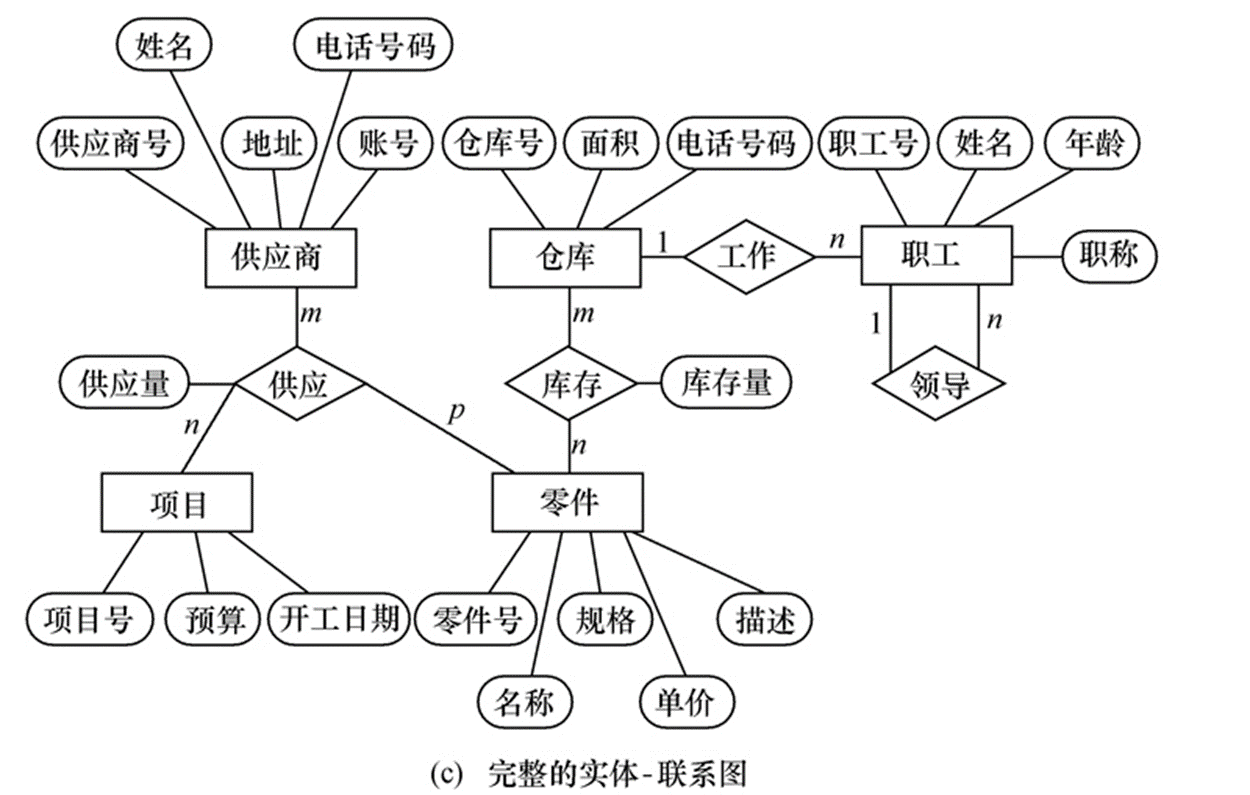 姓名 电话号码
供应商号 地址 账号 仓库号 面积 电话号码 职工号 姓名 年龄
供应商 仓库 1 工作 n 职工 职称
m m 1 n
供应量 供应 库存 库存量 领导
n p n
项目 零件
项目号 预算 开工日期 零件号 规格 描述
名称 单价
(c) 完整的实体-联系图